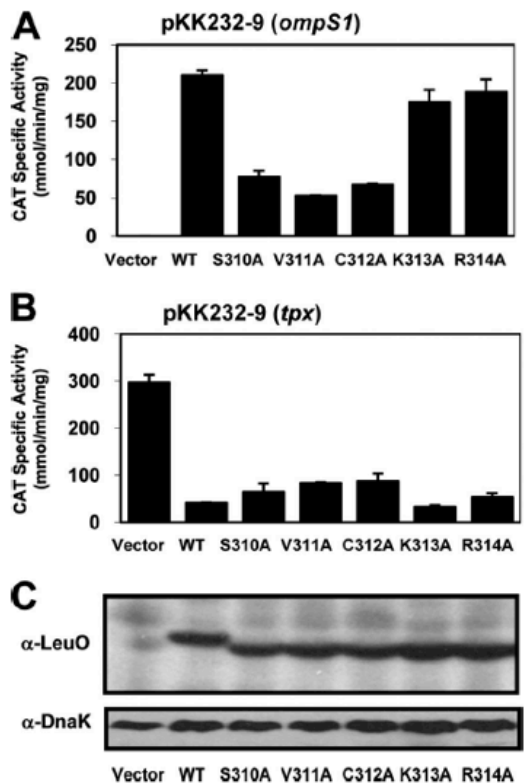 A
pKK232-9 (ompS1)
CAT Specific Activity
(mmol/min/mg)
250
200
150
100
50
0
Vector WT S310A V311A C312A K313A R314A
B
pKK232-9 (tpx)
CAT Specific Activity
(mmol/min/mg)
400
300
200
100
0
Vector WT S310A V311A C312A K313A R314A
C
α-LeuO
α-DnaK
Vector WT S310A V311A C312A K313A R314A